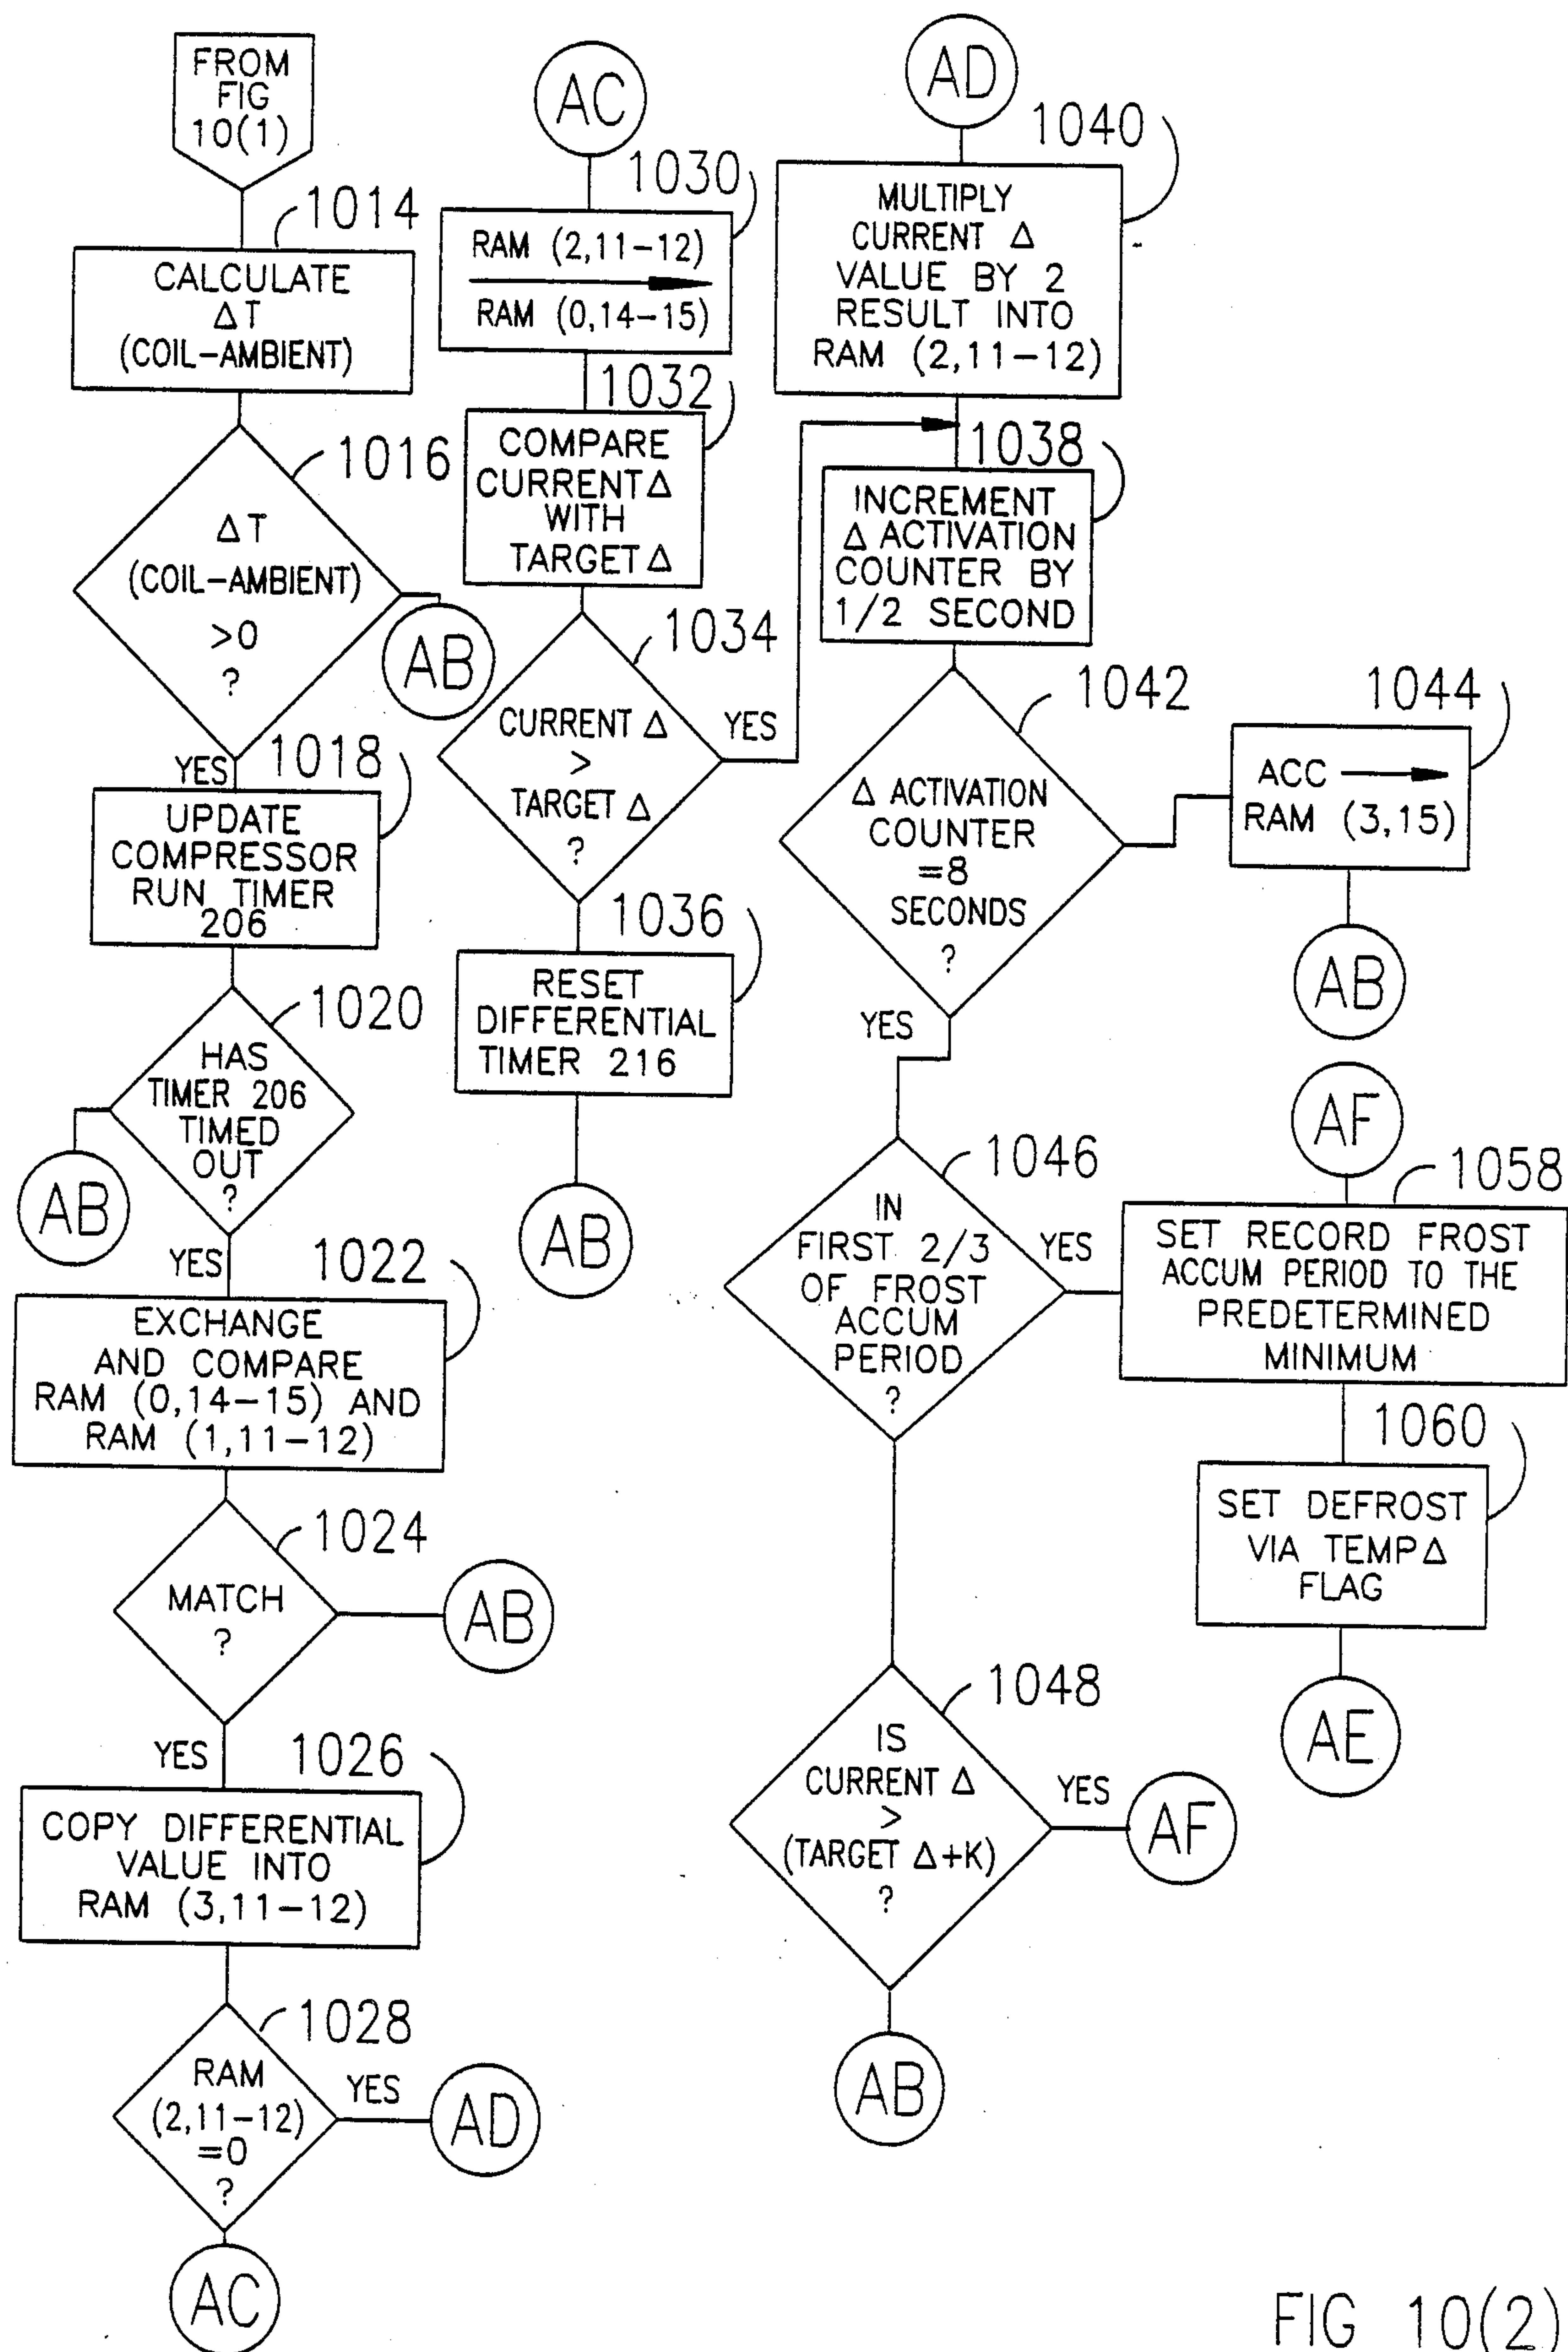 FROM
FIG
10(1)
1014
CALCULATE
ΔT
(COIL-AMBIENT)
1016
ΔT
(COIL-AMBIENT)
>0
?
AB
YES
1018
UPDATE
COMPRESSOR
RUN TIMER
206
1020
HAS
TIMER 206
TIMED
OUT
?
AB
YES
1022
EXCHANGE
AND COMPARE
RAM (0,14-15) AND
RAM (1,11-12)
1024
MATCH
?
AB
YES
1026
COPY DIFFERENTIAL
VALUE INTO
RAM (3,11-12)
1028
RAM
(2,11-12)
=0
?
YES
AD
AC
AC
1030
RAM (2,11-12)
RAM (0,14-15)
1032
COMPARE
CURRENT Δ
WITH
TARGET Δ
1034
CURRENT Δ
>
TARGET Δ
?
YES
1036
RESET
DIFFERENTIAL
TIMER 216
AB
AD
1040
MULTIPLY
CURRENT Δ
VALUE BY 2
RESULT INTO
RAM (2,11-12)
1038
INCREMENT
Δ ACTIVATION
COUNTER BY
1/2 SECOND
1042
Δ ACTIVATION
COUNTER
=8
SECONDS
?
YES
1044
ACC
RAM (3,15)
AB
1046
IN
FIRST 2/3
OF FROST
ACCUM
PERIOD
?
YES
AF
1058
SET RECORD FROST
ACCUM PERIOD TO THE
PREDETERMINED
MINIMUM
1060
SET DEFROST
VIA TEMP Δ
FLAG
AE
1048
IS
CURRENT Δ
>
(TARGET Δ+K)
?
YES
AF
AB
FIG 10(2)